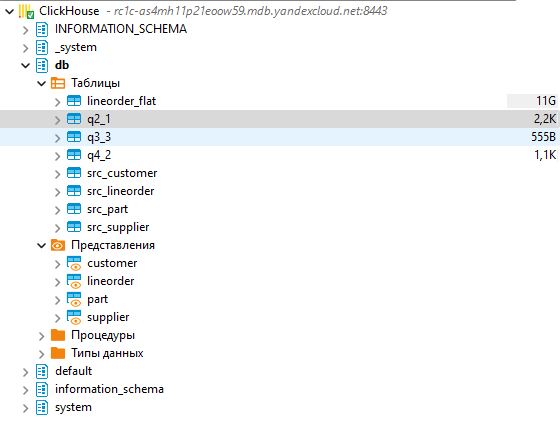 ClickHouse - rc1c-as4mh11p21eoow59.mdb.yandexcloud.net:8443
INFORMATION_SCHEMA
_system
db
Таблицы
lineorder_flat 11G
q2_1 2,2K
q3_3 555B
q4_2 1,1K
src_customer
src_lineorder
src_part
src_supplier
Представления
customer
lineorder
part
supplier
Процедуры
Типы данных
default
information_schema
system